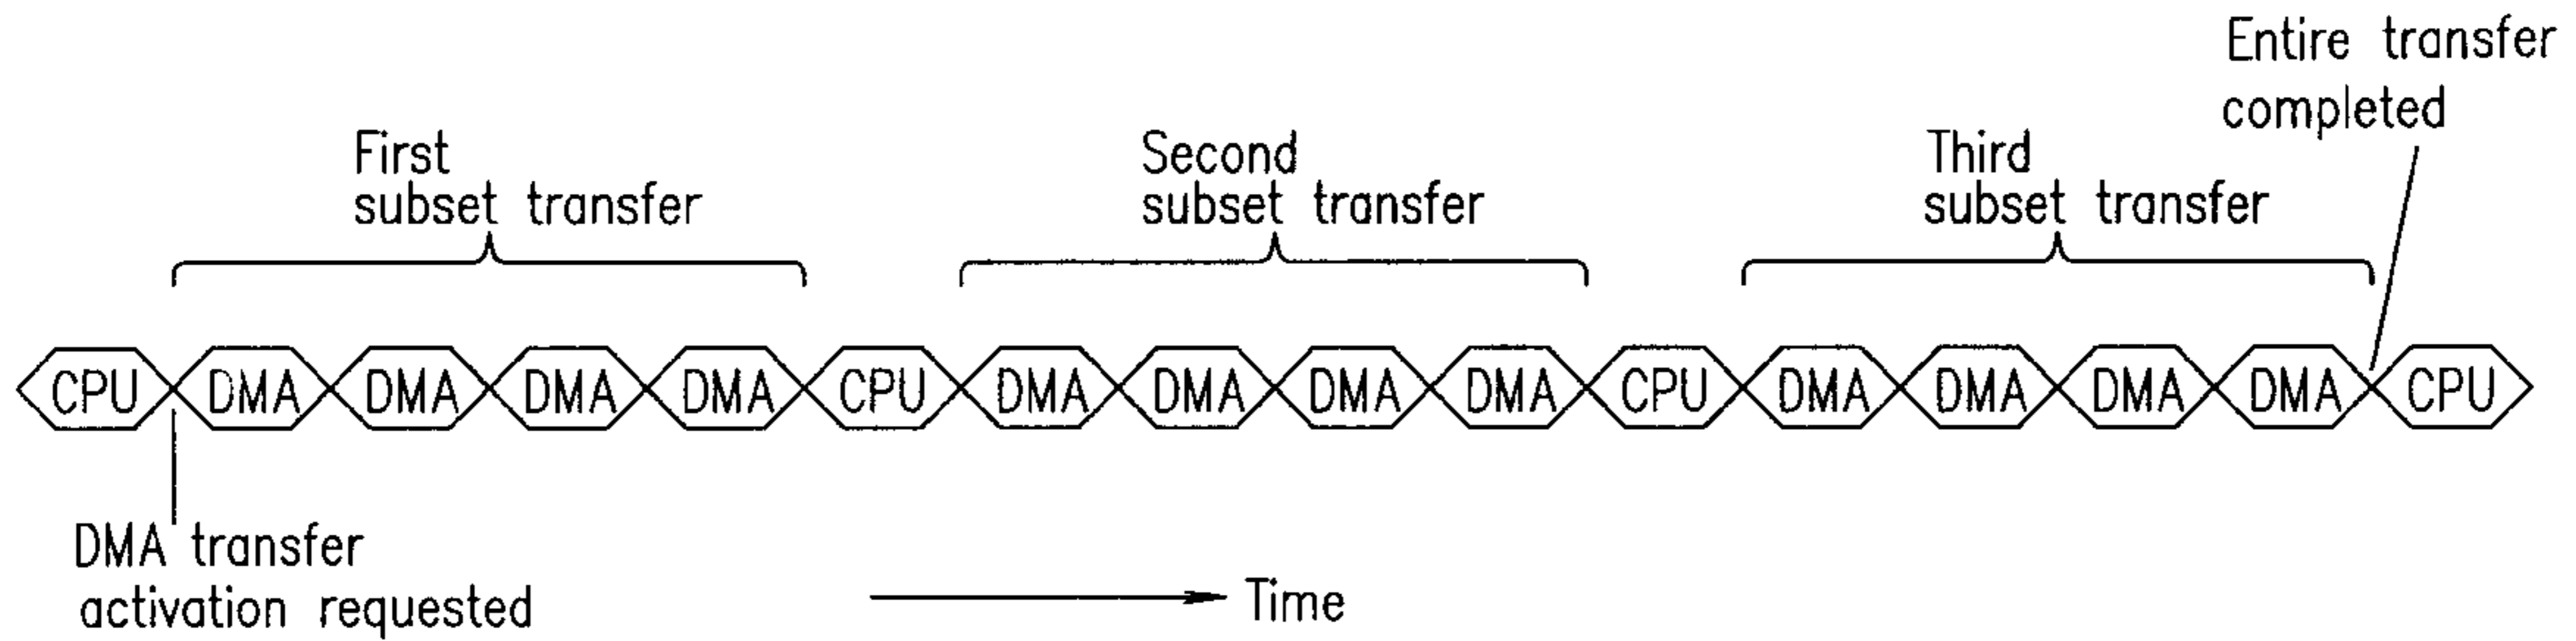 Entire transfer
completed
First
subset transfer
Second
subset transfer
Third
subset transfer
CPU DMA DMA DMA DMA CPU DMA DMA DMA DMA CPU DMA DMA DMA DMA CPU
DMA transfer
activation requested
Time